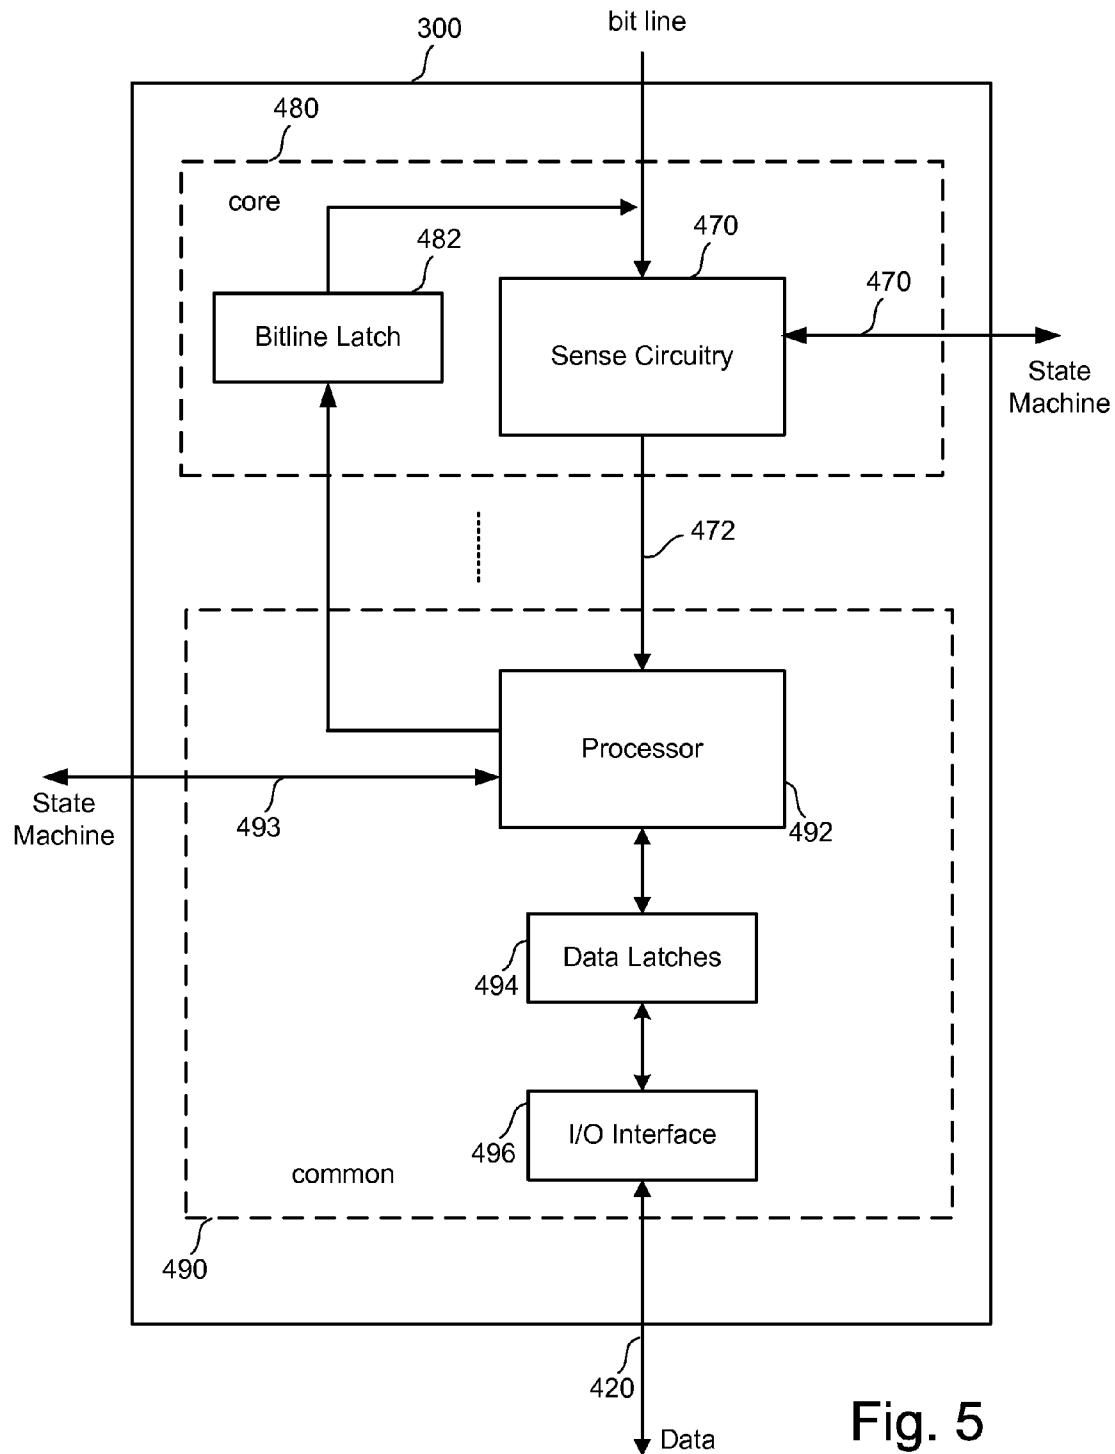 bit line
300
480
core
482
470
470
Bitline Latch
Sense Circuitry
State
Machine
472
Processor
State
Machine
493
492
Data Latches
494
I/O Interface
496
common
490
420
Data
Fig. 5